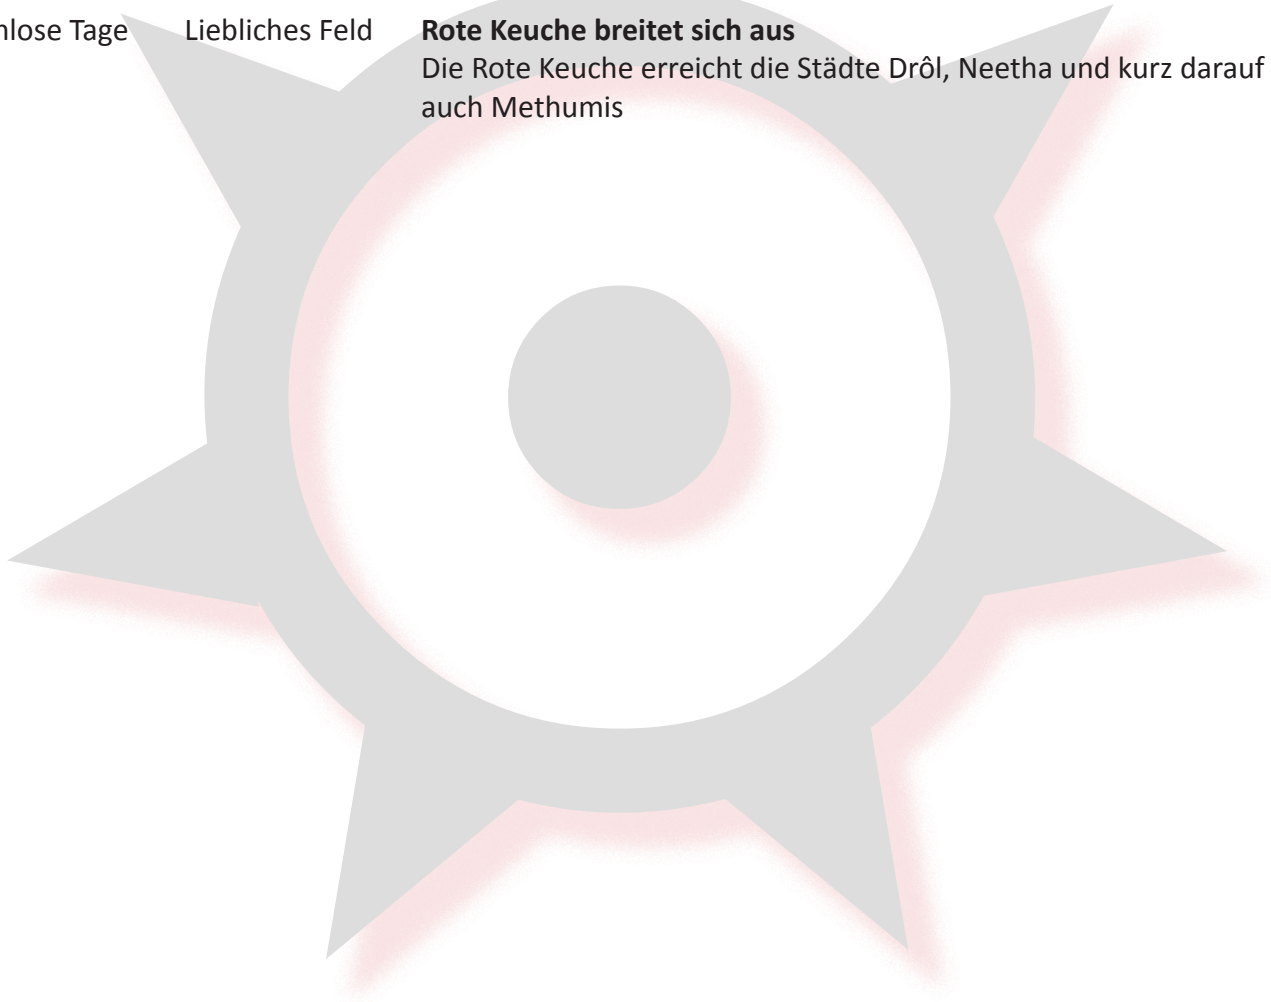 lose Tage Liebliches Feld Rote Keuche breitet sich aus
Die Rote Keuche erreicht die Städte Drôl, Neetha und kurz darauf
auch Methumis